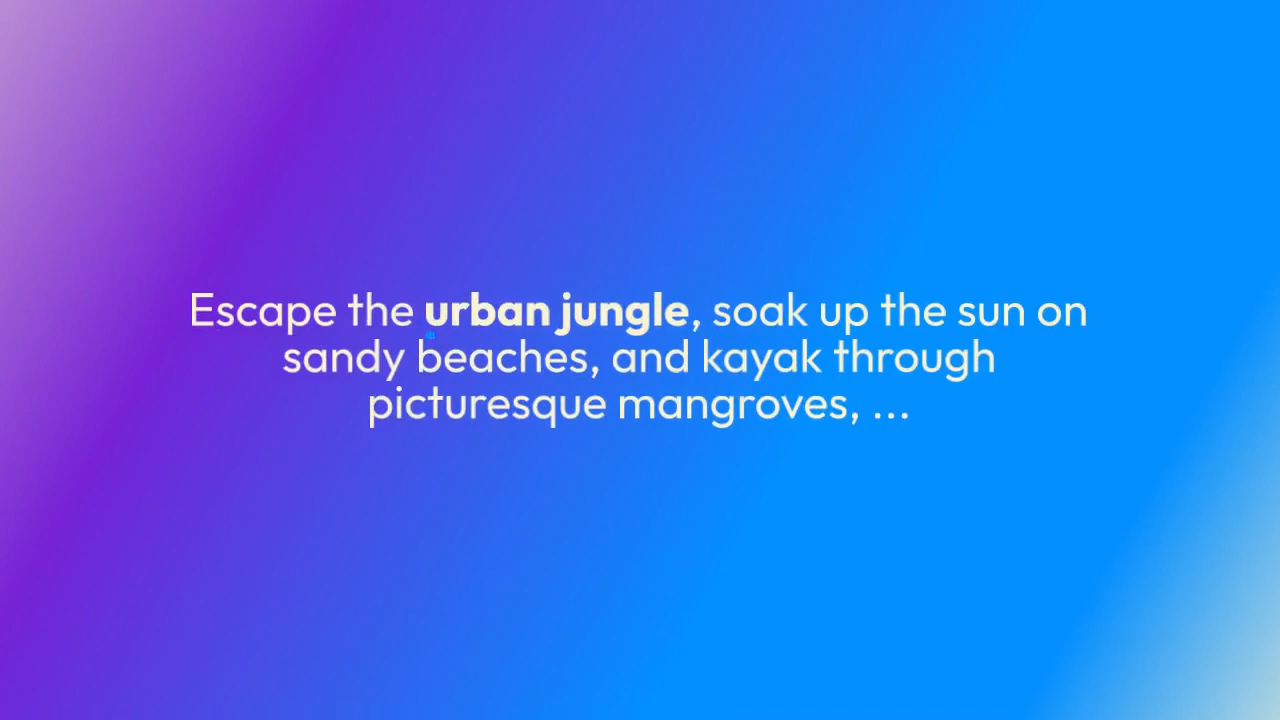 Escape the urban jungle, soak up the sun on
sandy beaches, and kayak through
picturesque mangroves, ...